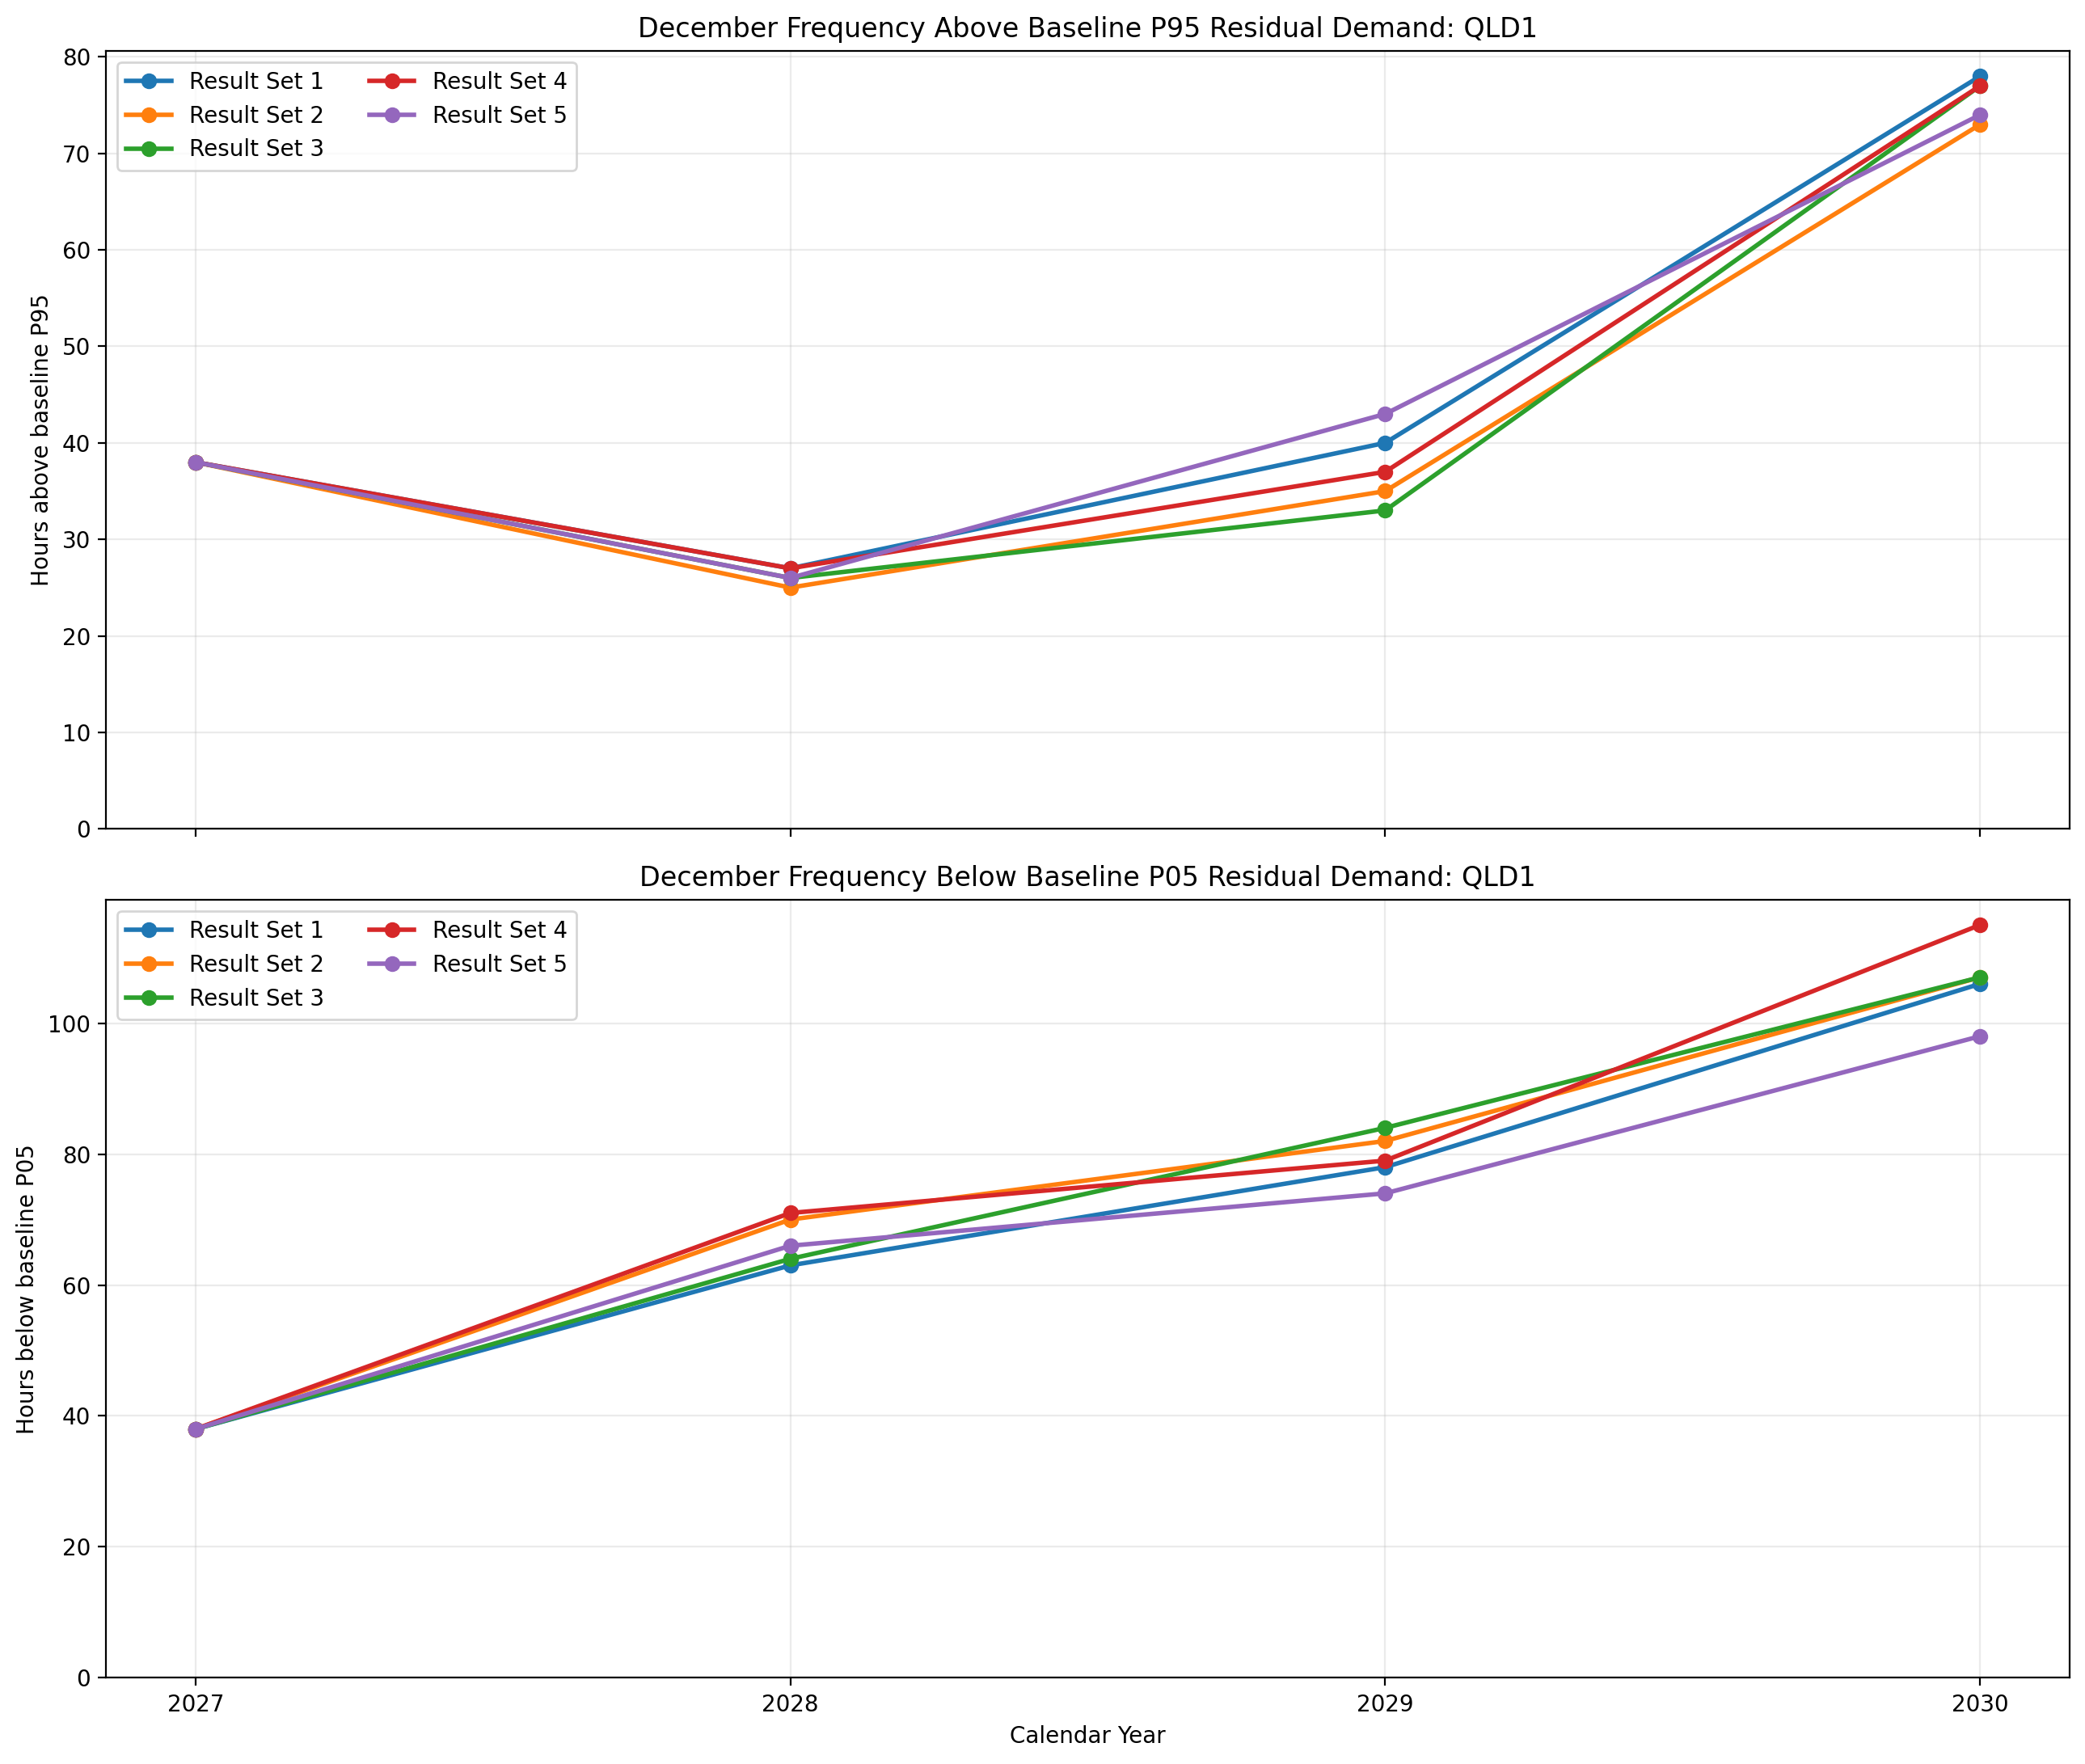 December Frequency Above Baseline P95 Residual Demand: QLD1
Hours above baseline P95
80
70
60
50
40
30
20
10
0
Result Set 1
Result Set 2
Result Set 3
Result Set 4
Result Set 5
December Frequency Below Baseline P05 Residual Demand: QLD1
Hours below baseline P05
100
80
60
40
20
0
Result Set 1
Result Set 2
Result Set 3
Result Set 4
Result Set 5
2027 2028 2029 2030
Calendar Year